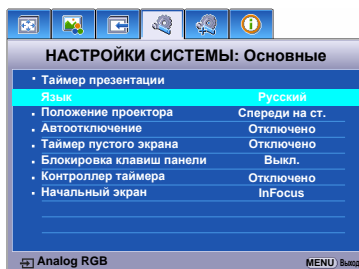 НАСТРОЙКИ СИСТЕМЫ: Основные
Таймер презентации
Язык Русский
Положение проектора Спереди на ст.
Автоотключение Отключено
Таймер пустого экрана Отключено
Блокировка клавиш панели Выкл.
Контроллер таймера Отключено
Начальный экран InFocus
Analog RGB MENU Выход